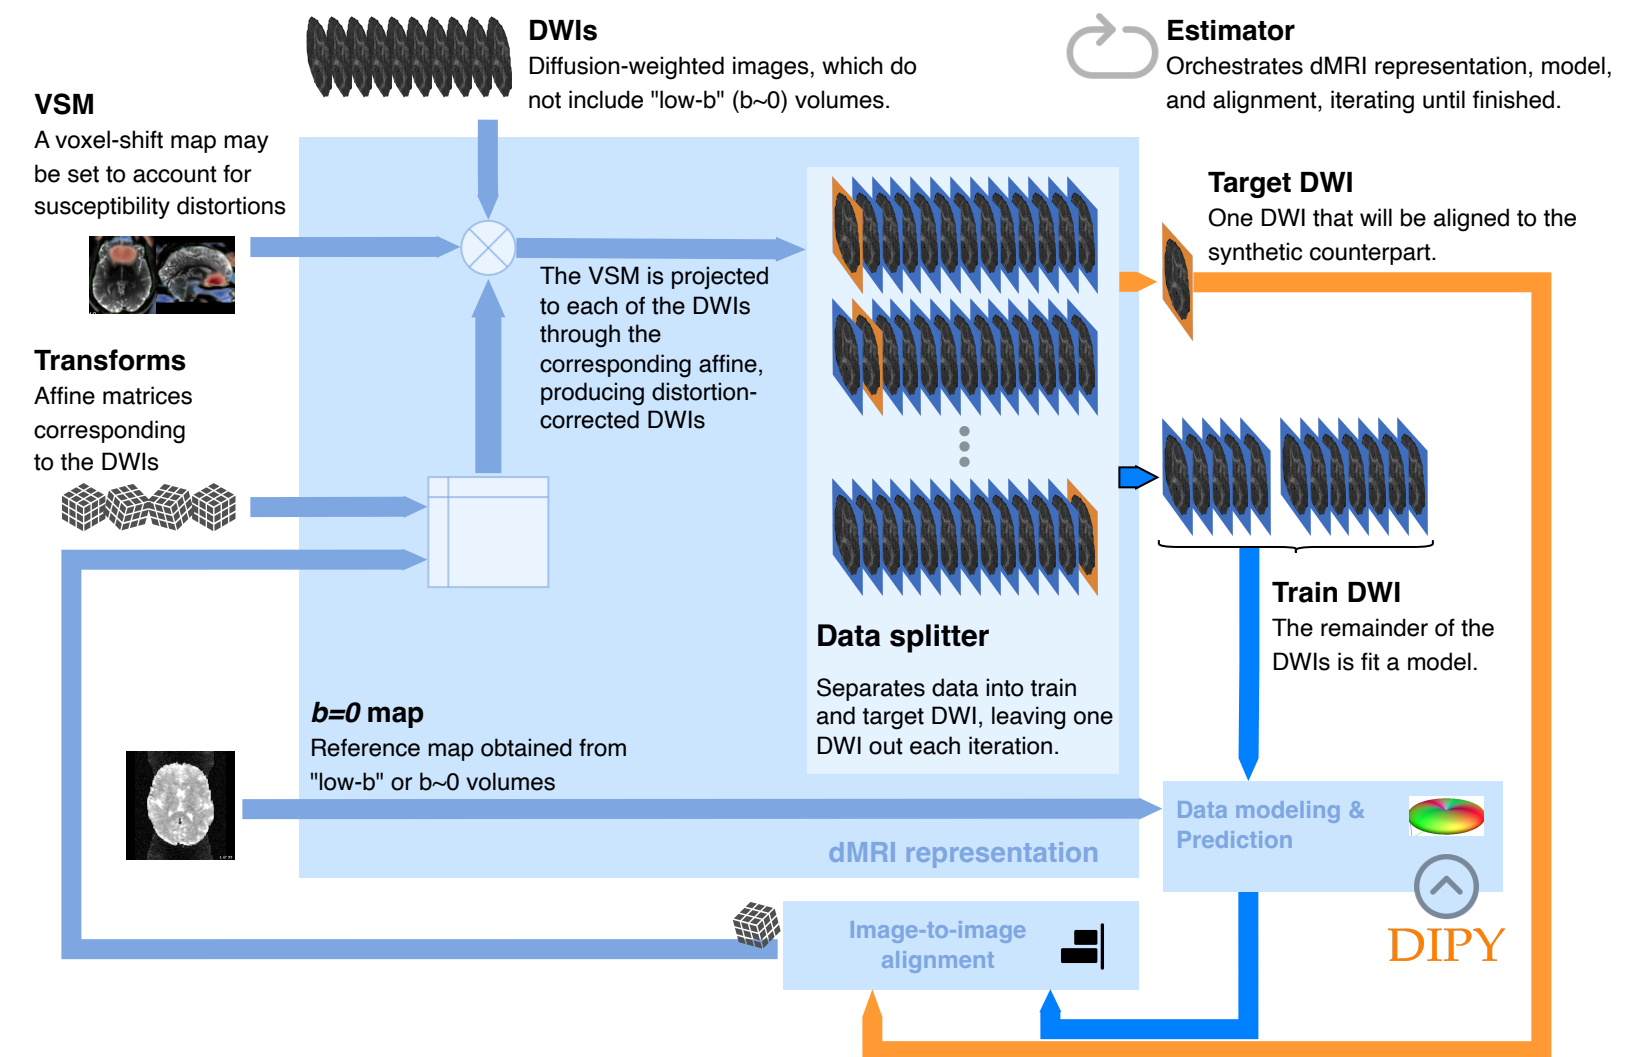 DWIs
Diffusion-weighted images, which do
not include "low-b" (b~0) volumes.
Estimator
Orchestrates dMRI representation, model,
and alignment, iterating until finished.
VSM
A voxel-shift map may
be set to account for
susceptibility distortions
Target DWI
One DWI that will be aligned to the
synthetic counterpart.
The VSM is projected
to each of the DWIs
through the
corresponding affine,
producing distortion-
corrected DWIs
Transforms
Affine matrices
corresponding
to the DWIs
Train DWI
The remainder of the
DWIs is fit a model.
Data splitter
Separates data into train
and target DWI, leaving one
DWI out each iteration.
b=0 map
Reference map obtained from
"low-b" or b~0 volumes
Data modeling &
Prediction
dMRI representation
Image-to-image
alignment
DIPY